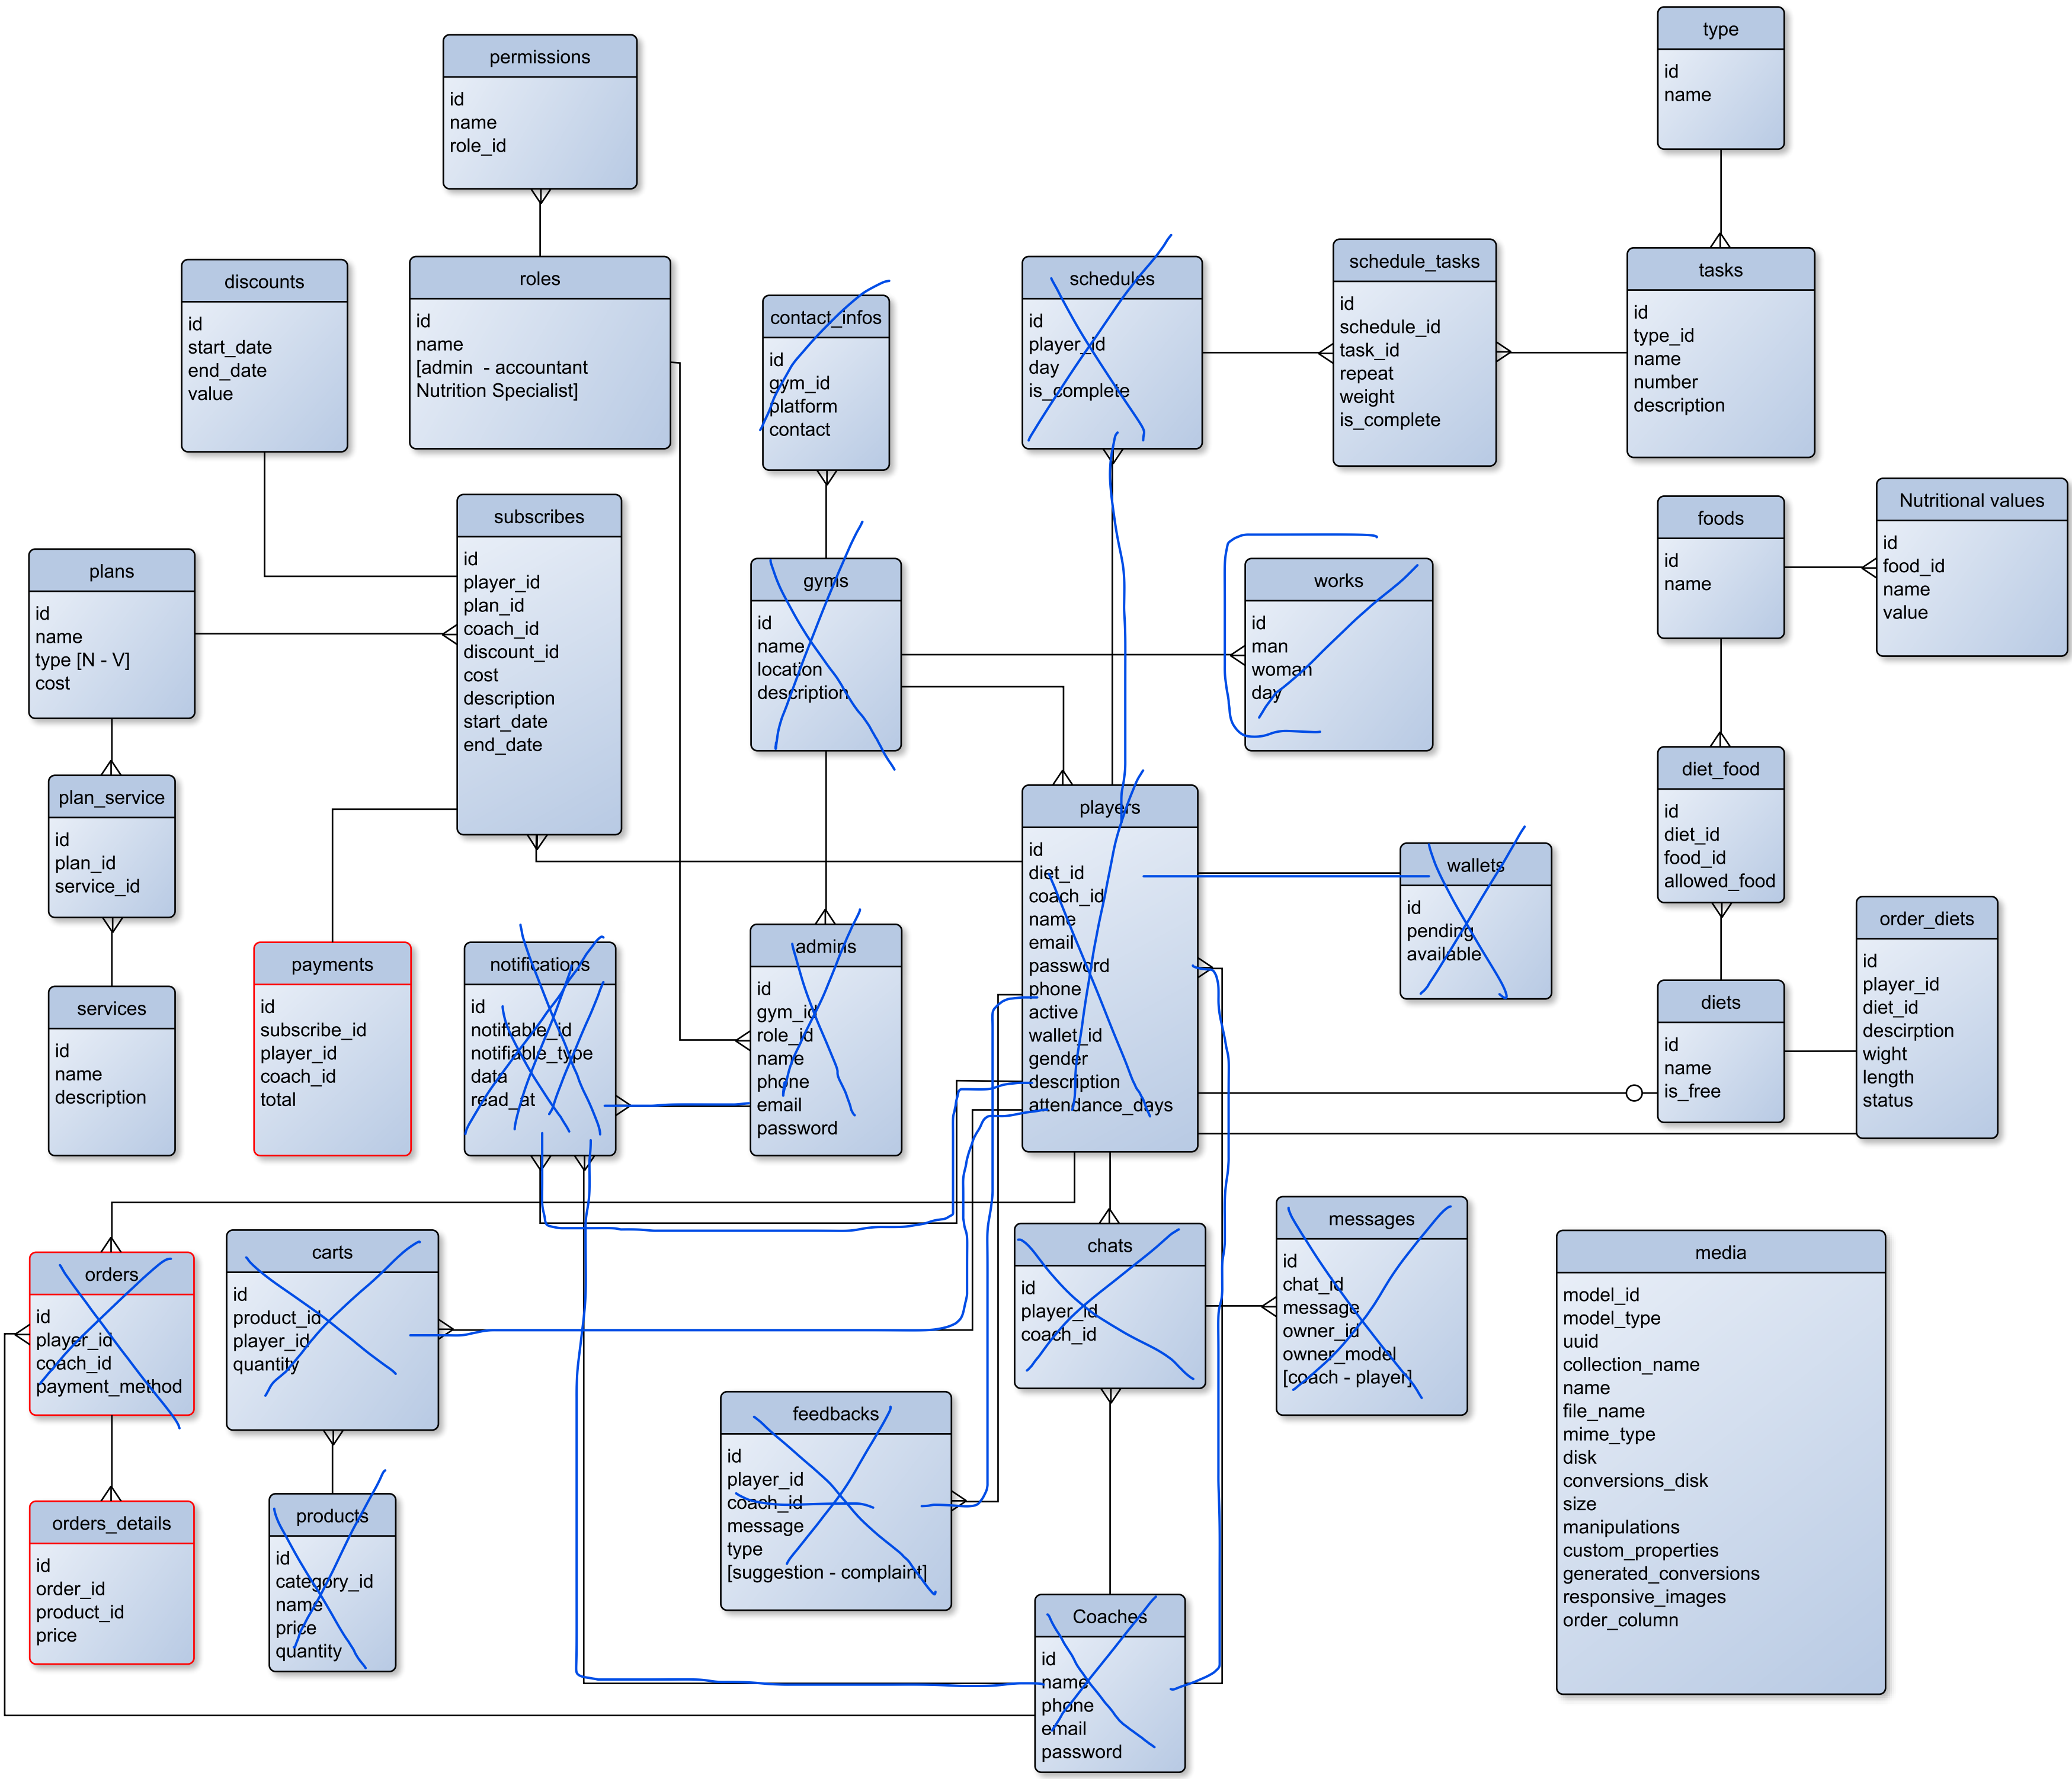 permissions
id
name
role_id
type
id
name
discounts
id
start_date
end_date
value
roles
id
name
[admin  - accountant
Nutrition Specialist]
contact_infos
id
gym_id
platform
contact
schedules
id
player_id
day
is_complete
schedule_tasks
id
schedule_id
task_id
repeat
weight
is_complete
tasks
id
type_id
name
number
description
plans
id
name
type [N - V]
cost
subscribes
id
player_id
plan_id
coach_id
discount_id
cost
description
start_date
end_date
gyms
id
name
location
description
works
id
man
woman
day
foods
id
name
Nutritional values
id
food_id
name
value
plan_service
id
plan_id
service_id
players
id
diet_id
coach_id
name
email
password
phone
active
wallet_id
gender
description
attendance_days
wallets
id
pending
available
diet_food
id
diet_id
food_id
allowed_food
order_diets
id
player_id
diet_id
descirption
wight
length
status
services
id
name
description
payments
id
subscribe_id
player_id
coach_id
total
notifications
id
notifiable_id
notifiable_type
data
read_at
admins
id
gym_id
role_id
name
phone
email
password
diets
id
name
is_free
orders
id
player_id
coach_id
payment_method
carts
id
product_id
player_id
quantity
chats
id
player_id
coach_id
messages
id
chat_id
message
owner_id
owner_model
[coach - player]
media
model_id
model_type
uuid
collection_name
name
file_name
mime_type
disk
conversions_disk
size
manipulations
custom_properties
generated_conversions
responsive_images
order_column
orders_details
id
order_id
product_id
price
products
id
category_id
name
price
quantity
feedbacks
id
player_id
coach_id
message
type
[suggestion - complaint]
Coaches
id
name
phone
email
password